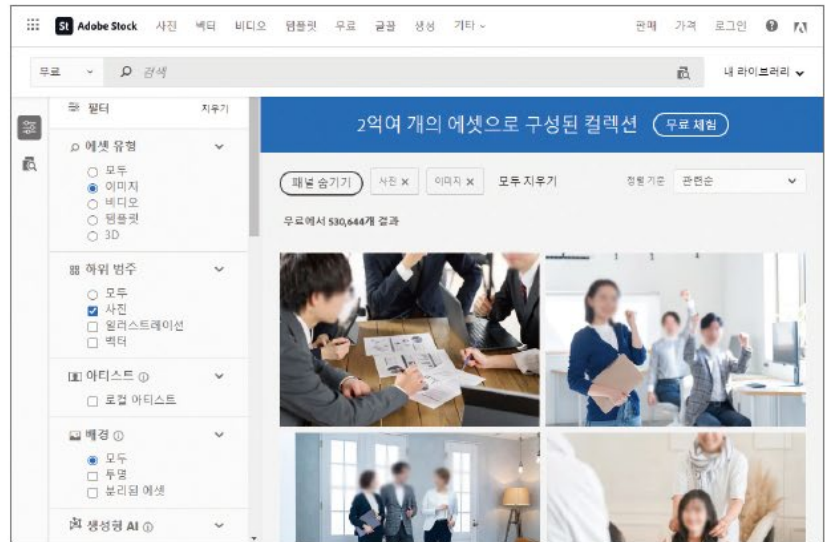 St Adobe Stock 사진 벡터 비디오 템플릿 무료 글꼴 생성 기타 판매 가격 로그인
무료 검색 내 라이브러리
필터 지우기
2억여 개의 에셋으로 구성된 컬렉션 무료 체험
에셋 유형
모두
이미지
비디오
템플릿
3D
패널 숨기기 사진 × 이미지 × 모두 지우기 정렬 기준 관련순
무료에서 530,644개 결과
하위 범주
모두
사진
일러스트레이션
벡터
아티스트
로컬 아티스트
배경
모두
투명
분리된 에셋
생성형 AI